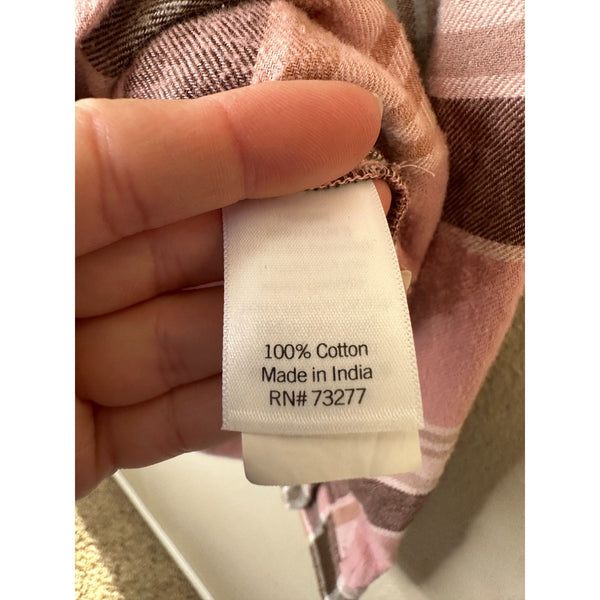 100% Cotton
Made in India
RN# 73277